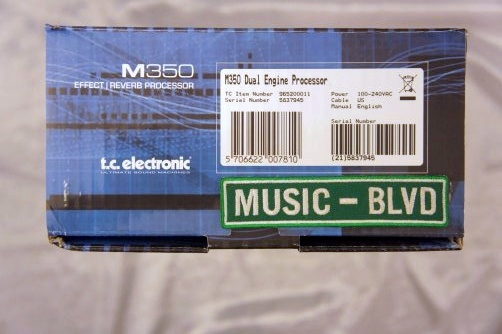 M350
EFFECT | REVERB PROCESSOR
t.c. electronic
ULTIMATE SOUND MACHINES
M350 Dual Engine Processor
TC Item Number 965200011
Serial Number 5837945
Power 100-240VAC
Cable US
Manual English
Serial Number
5 706622 007810
(21)5837945
MUSIC - BLVD